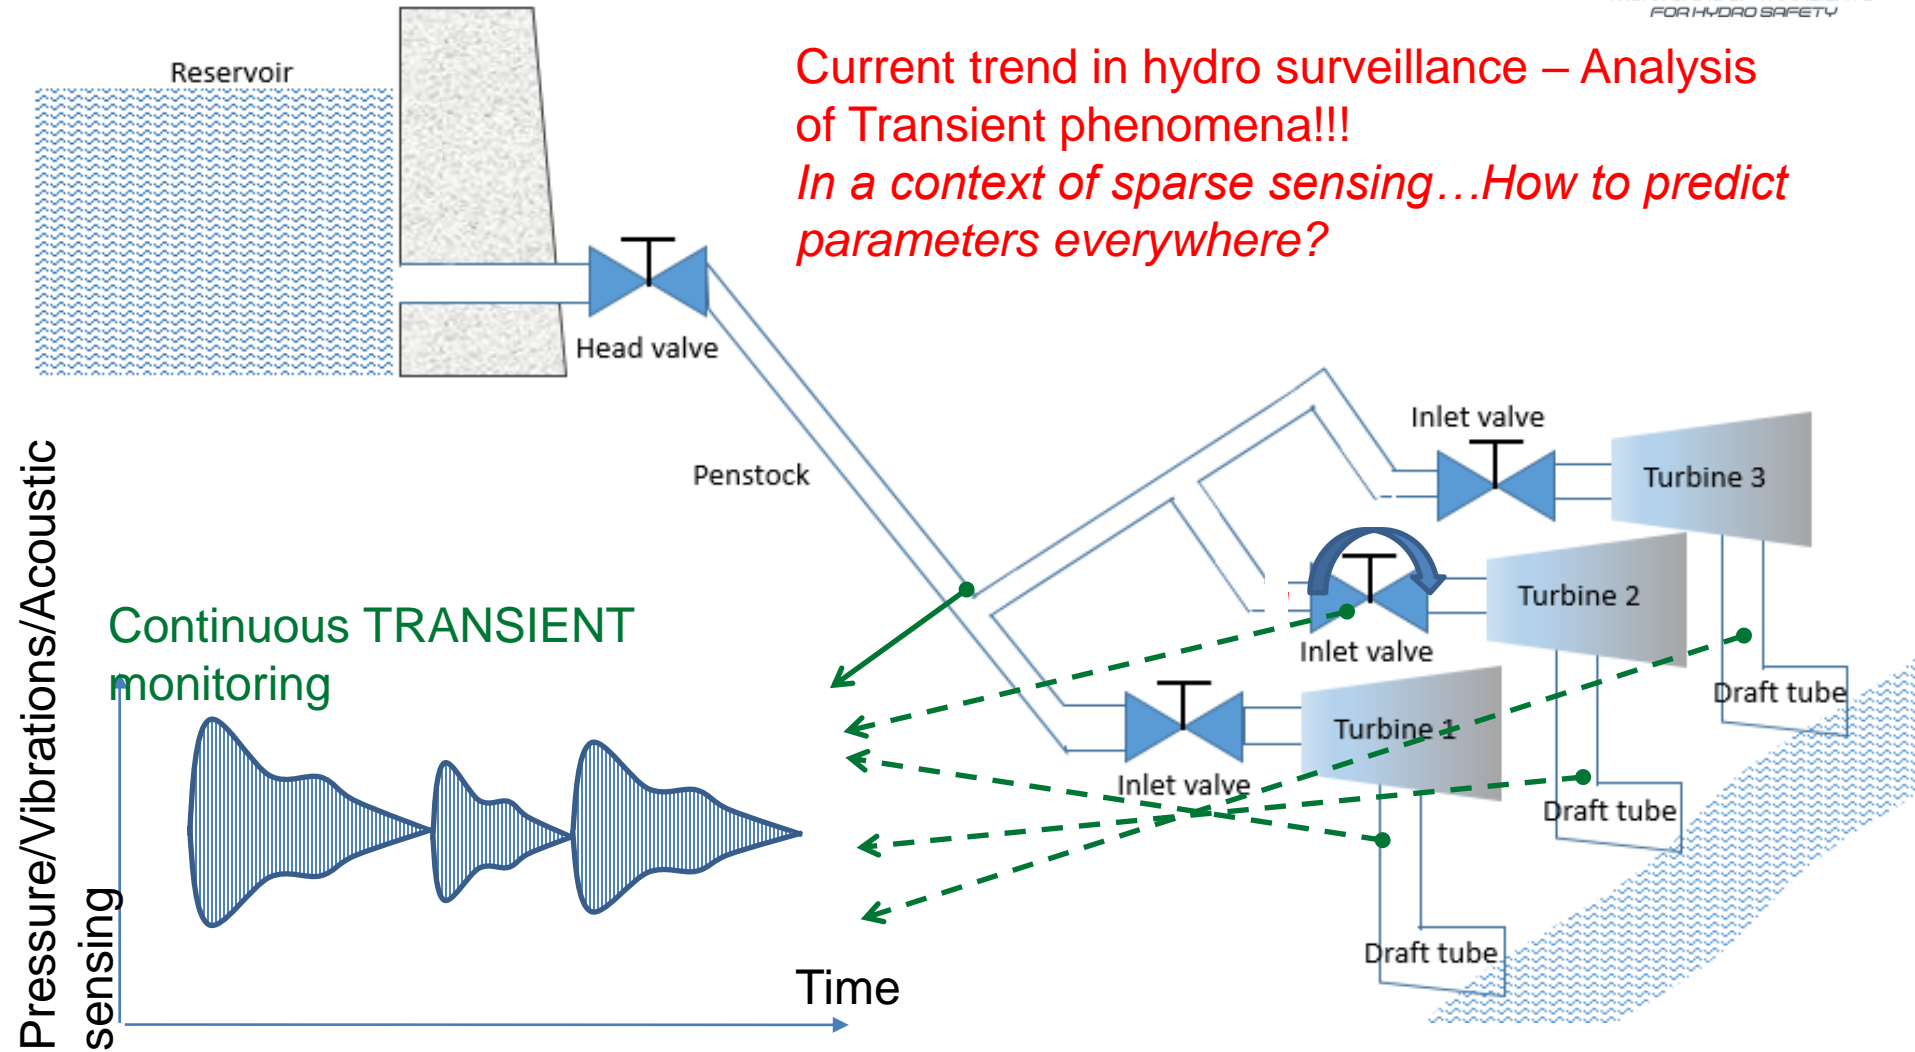 FOR HYDRO SAFETY
Reservoir
Current trend in hydro surveillance – Analysis
of Transient phenomena!!!
In a context of sparse sensing…How to predict
parameters everywhere?
Head valve
Penstock
Inlet valve
Turbine 3
Turbine 2
Inlet valve
Draft tube
Turbine 1
Inlet valve
Draft tube
Draft tube
Continuous TRANSIENT
monitoring
Pressure/Vibrations/Acoustic
sensing
Time